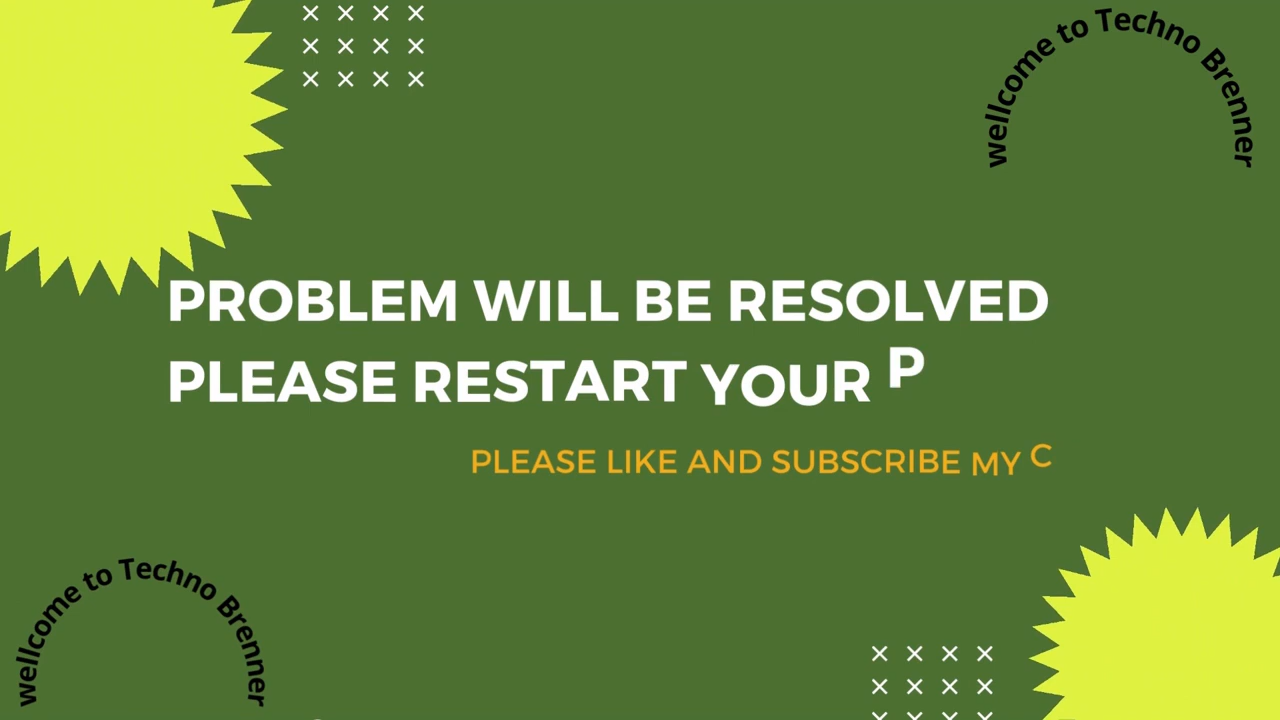 wellcome to Techno Brenner
PROBLEM WILL BE RESOLVED
PLEASE RESTART YOUR P
PLEASE LIKE AND SUBSCRIBE MY C
wellcome to Techno Brenner